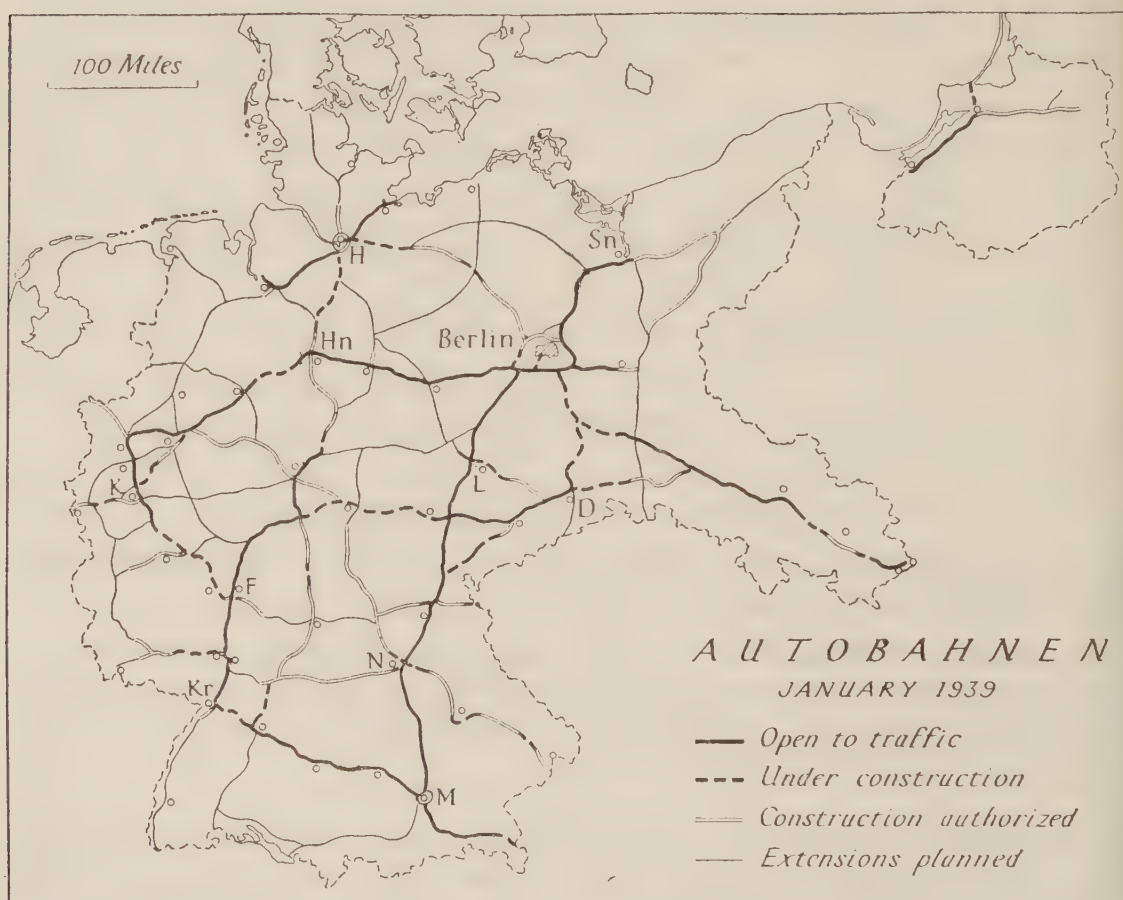 100 Miles
H
Sn
Hn
Berlin
K
L
D
F
N
Kr
M
AUTOBAHNEN
JANUARY 1939
Open to traffic
Under construction
Construction authorized
Extensions planned